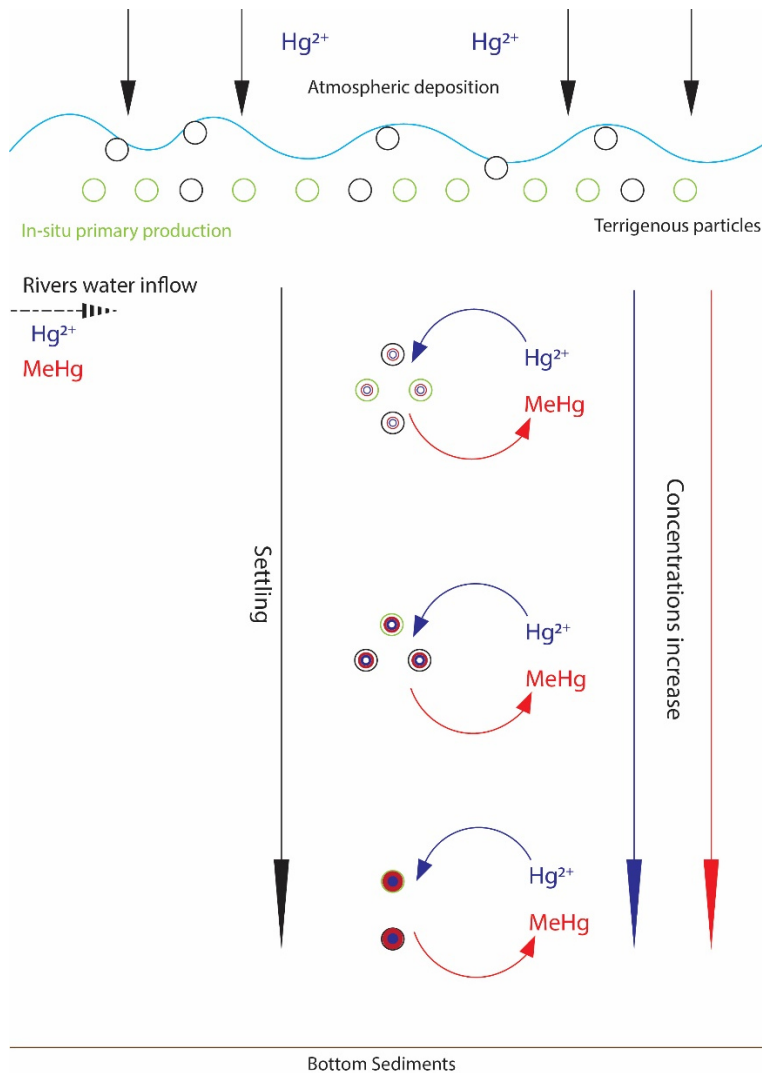 Hg²⁺ Hg²⁺
Atmospheric deposition
In-situ primary production
Terrigenous particles
Rivers water inflow
Hg²⁺
MeHg
Hg²⁺
MeHg
Settling
Concentrations increase
Hg²⁺
MeHg
Hg²⁺
MeHg
Bottom Sediments